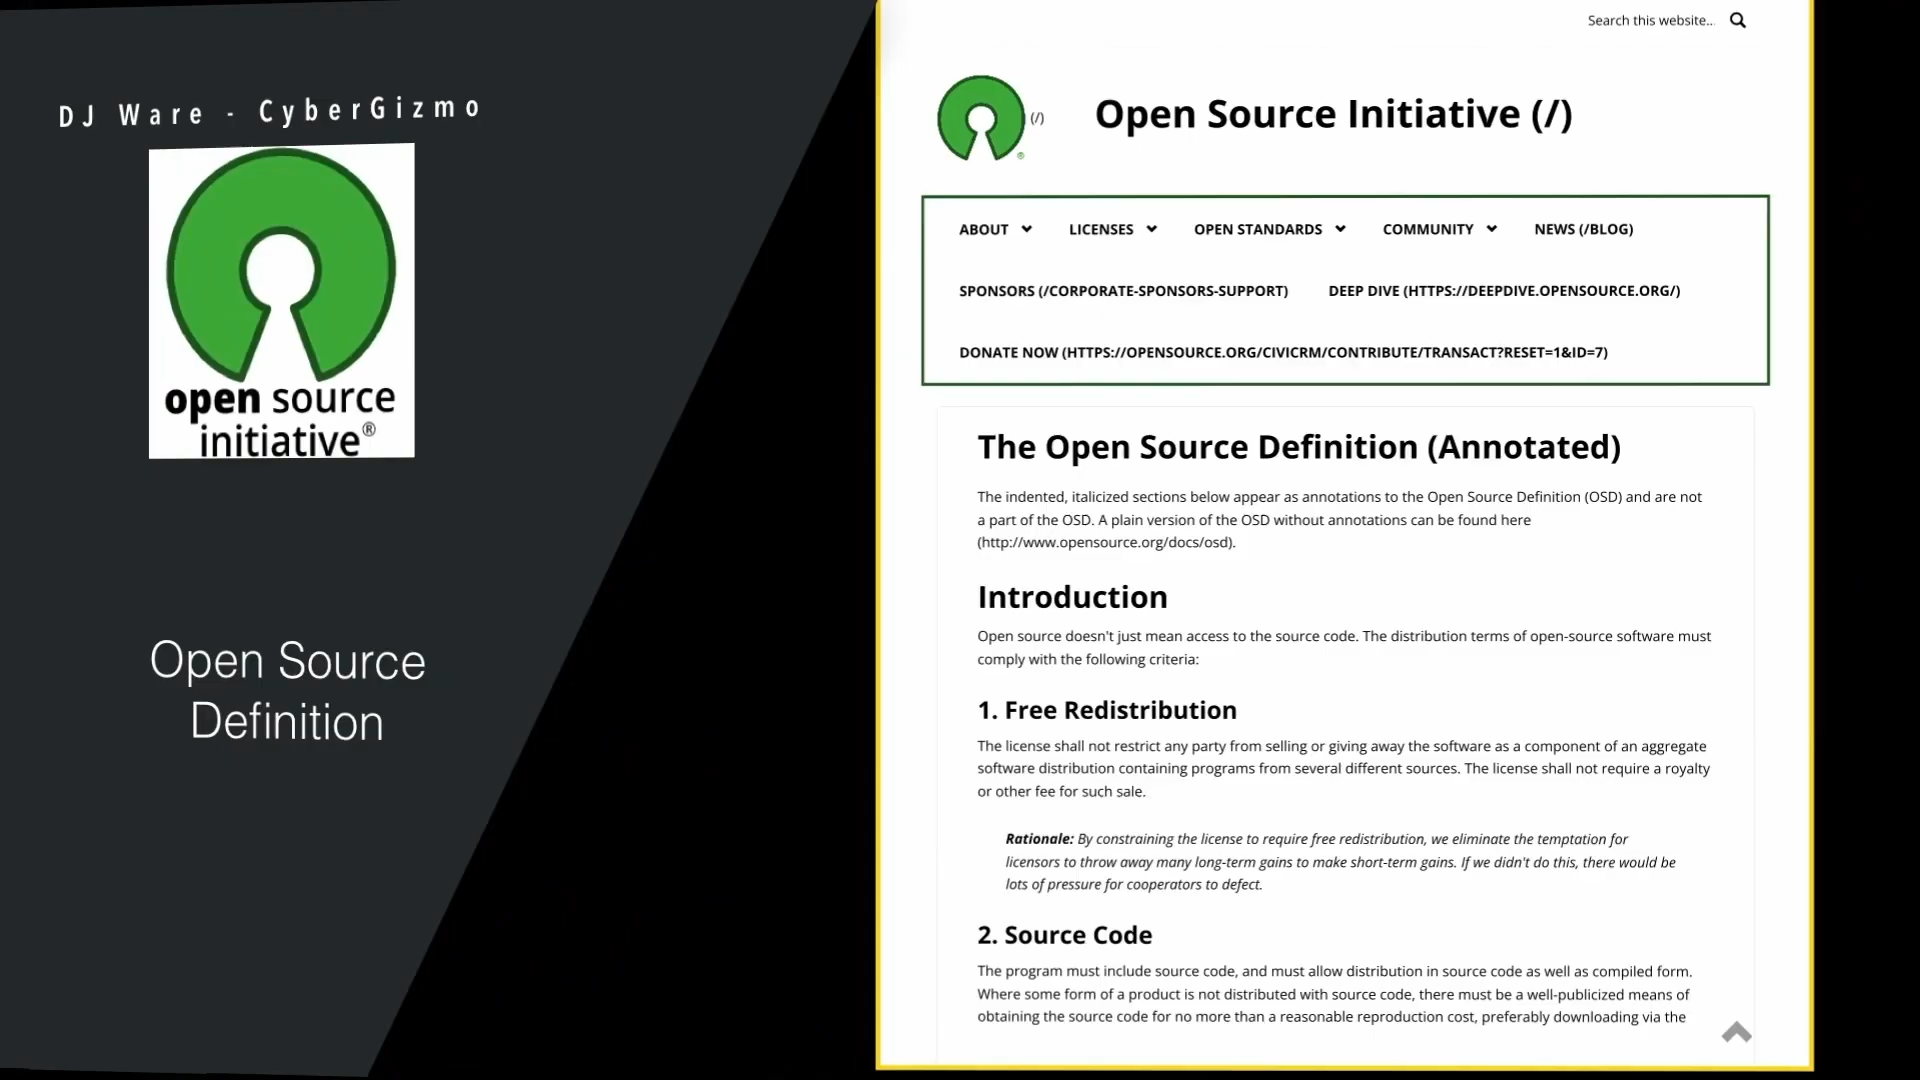 DJ Ware - CyberGizmo
open source
initiative®
Open Source
Definition
Search this website...
(/)
®
Open Source Initiative (/)
ABOUT LICENSES OPEN STANDARDS COMMUNITY NEWS (/BLOG)
SPONSORS (/CORPORATE-SPONSORS-SUPPORT) DEEP DIVE (HTTPS://DEEPDIVE.OPENSOURCE.ORG/)
DONATE NOW (HTTPS://OPENSOURCE.ORG/CIVICRM/CONTRIBUTE/TRANSACT?RESET=1&ID=7)
The Open Source Definition (Annotated)
The indented, italicized sections below appear as annotations to the Open Source Definition (OSD) and are not
a part of the OSD. A plain version of the OSD without annotations can be found here
(http://www.opensource.org/docs/osd).
Introduction
Open source doesn't just mean access to the source code. The distribution terms of open-source software must
comply with the following criteria:
1. Free Redistribution
The license shall not restrict any party from selling or giving away the software as a component of an aggregate
software distribution containing programs from several different sources. The license shall not require a royalty
or other fee for such sale.
Rationale: By constraining the license to require free redistribution, we eliminate the temptation for
licensors to throw away many long-term gains to make short-term gains. If we didn't do this, there would be
lots of pressure for cooperators to defect.
2. Source Code
The program must include source code, and must allow distribution in source code as well as compiled form.
Where some form of a product is not distributed with source code, there must be a well-publicized means of
obtaining the source code for no more than a reasonable reproduction cost, preferably downloading via the